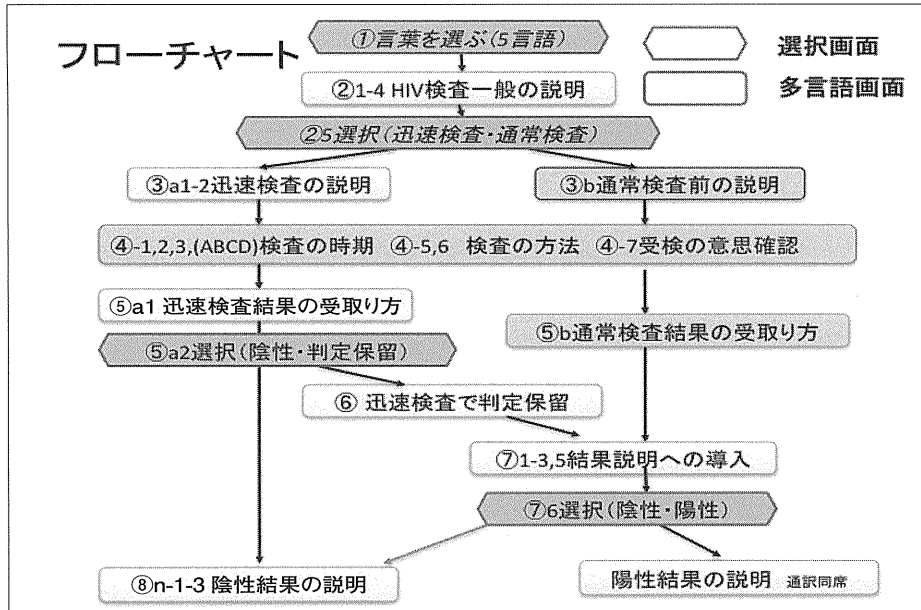 フローチャート
①言葉を選ぶ(5言語)
選択画面
多言語画面
②1-4 HIV検査一般の説明
②5選択(迅速検査・通常検査)
③a1-2迅速検査の説明
③b通常検査前の説明
④-1,2,3,(ABCD)検査の時期 ④-5,6 検査の方法 ④-7受検の意思確認
⑤a1 迅速検査結果の受取り方
⑤b通常検査結果の受取り方
⑤a2選択(陰性・判定保留)
⑥ 迅速検査で判定保留
⑦1-3,5結果説明への導入
⑦6選択(陰性・陽性)
⑧n-1-3 陰性結果の説明
陽性結果の説明 通訳同席